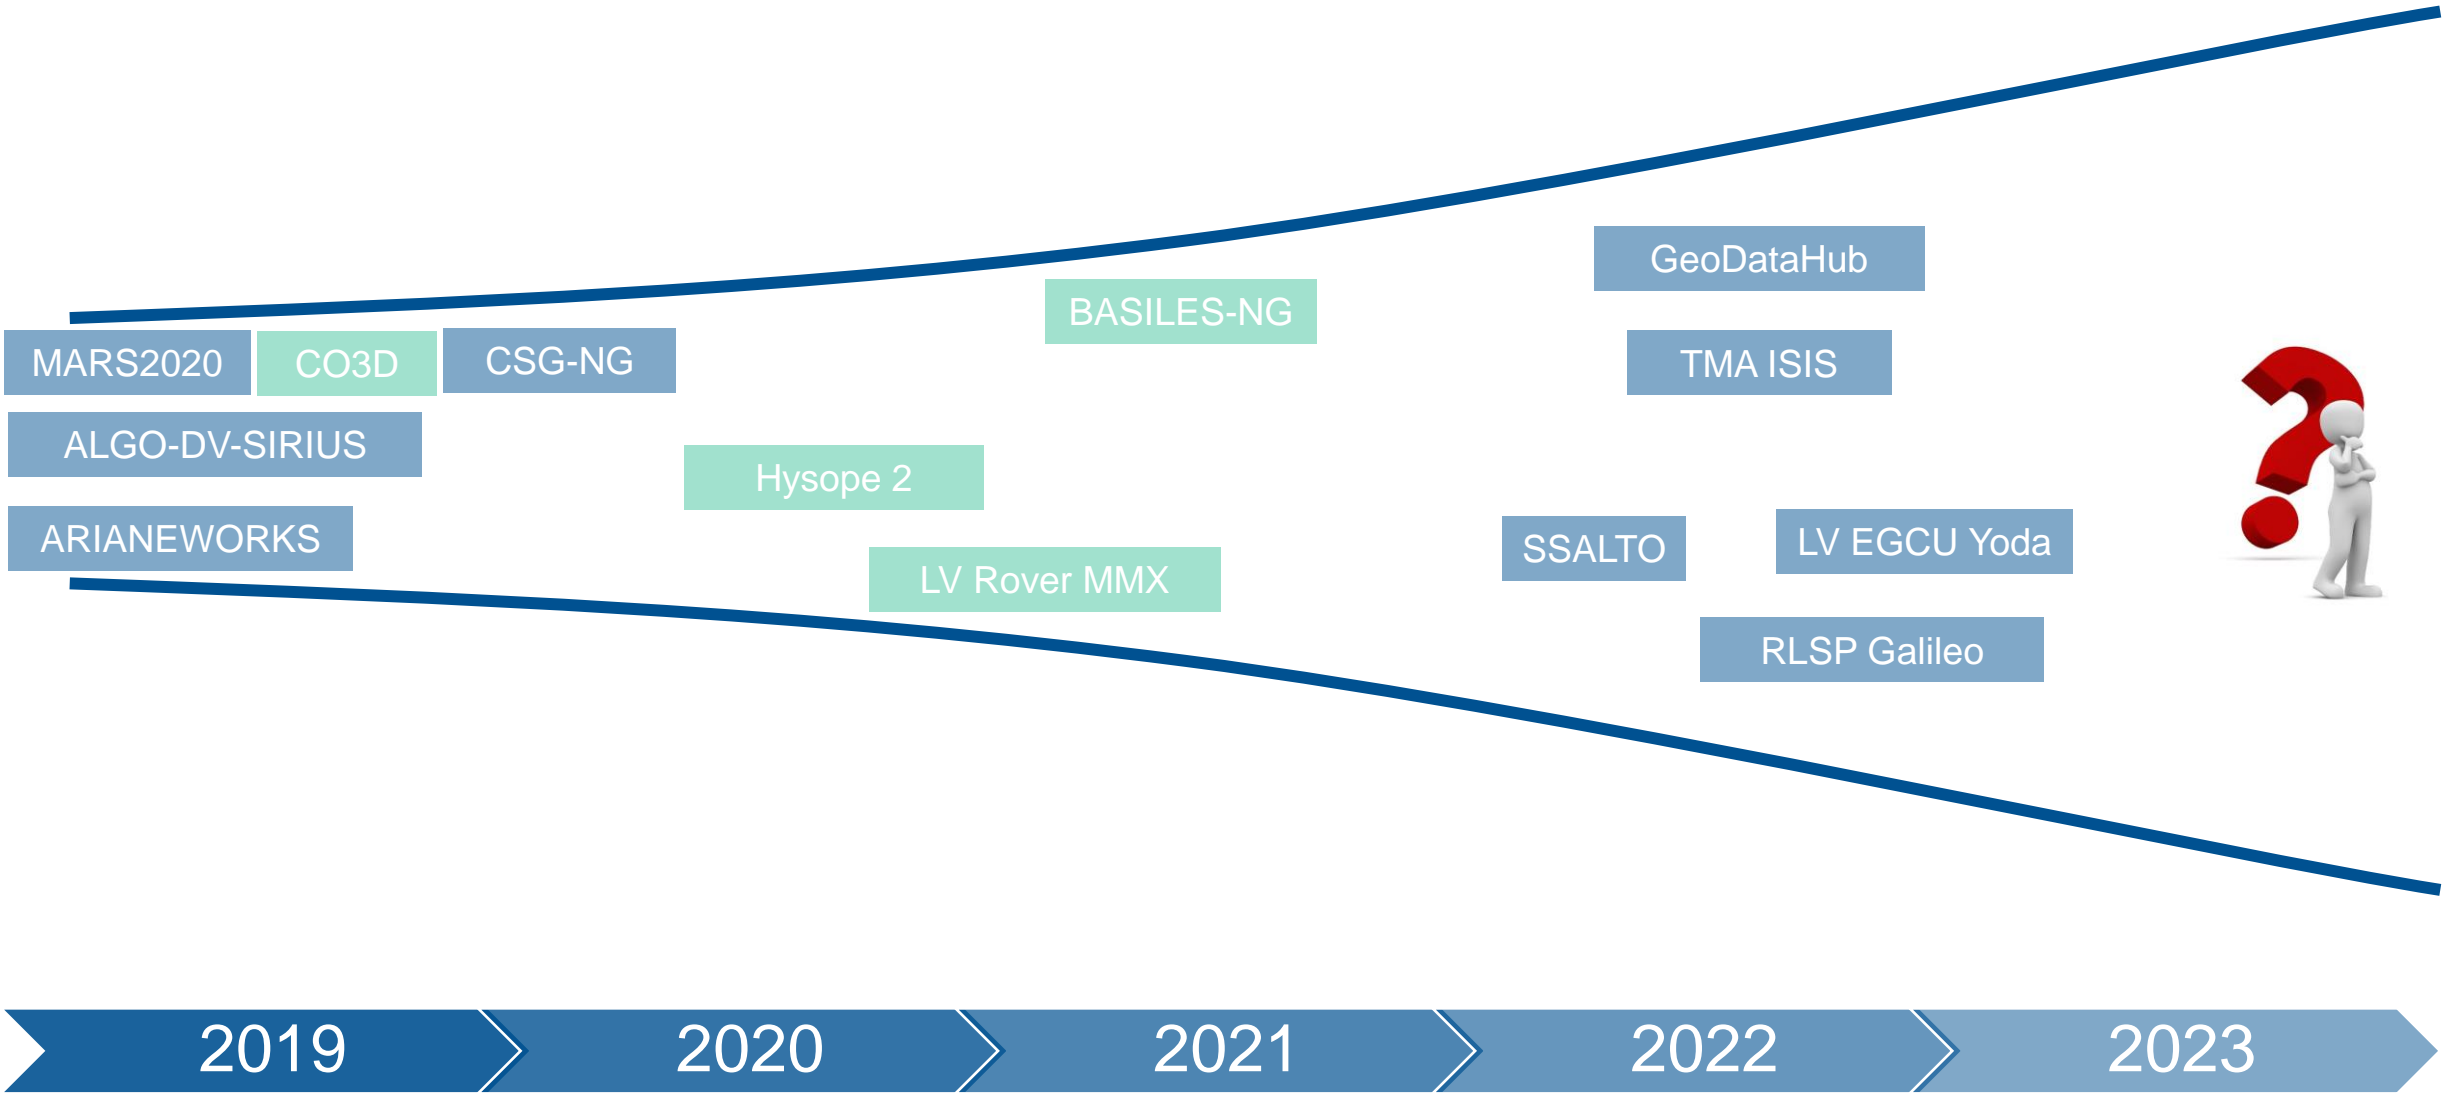 GeoDataHub
BASILES-NG
MARS2020
CO3D
CSG-NG
TMA ISIS
ALGO-DV-SIRIUS
Hysope 2
ARIANEWORKS
SSALTO
LV EGCU Yoda
LV Rover MMX
RLSP Galileo
2019
2020
2021
2022
2023